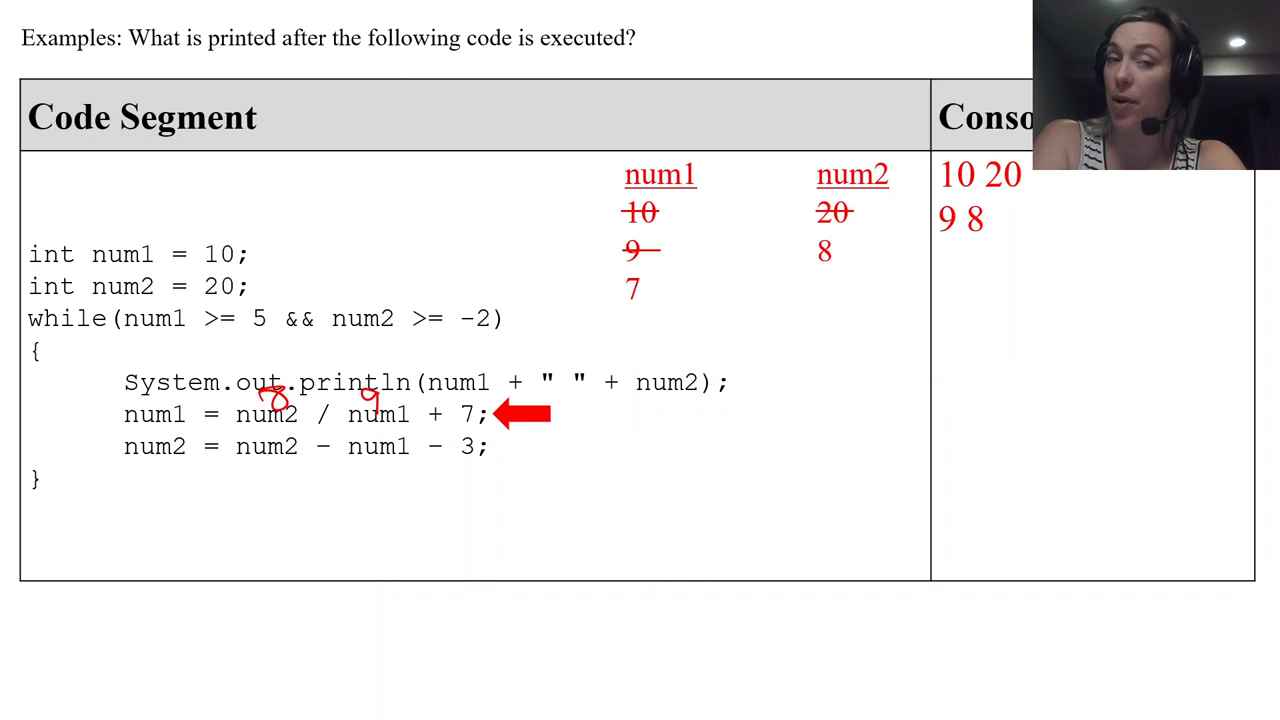 Examples: What is printed after the following code is executed?
Code Segment
Conso
num1 num2
10 20
9 8
7
10 20
9 8
int num1 = 10;
int num2 = 20;
while(num1 >= 5 && num2 >= -2)
{
System.out.println(num1 + " " + num2);
8 9
num1 = num2 / num1 + 7;
num2 = num2 - num1 - 3;
}